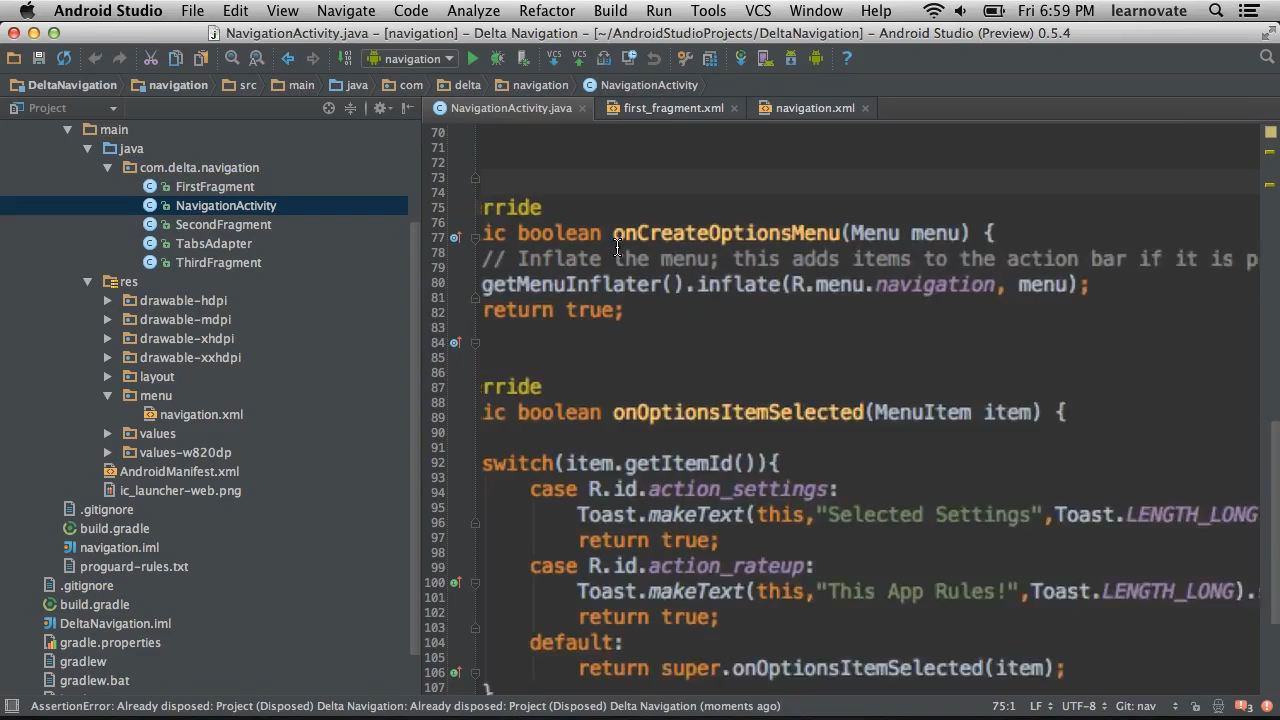 Android Studio File Edit View Navigate Code Analyze Refactor Build Run Tools VCS Window Help Fri 6:59 PM learnovate
NavigationActivity.java - [navigation] - Delta Navigation - [~/AndroidStudioProjects/DeltaNavigation] - Android Studio (Preview) 0.5.4
navigation VCS VCS
DeltaNavigation navigation src main java com delta navigation NavigationActivity
Project NavigationActivity.java first_fragment.xml navigation.xml
main
java
com.delta.navigation
FirstFragment
NavigationActivity
SecondFragment
TabsAdapter
ThirdFragment
res
drawable-hdpi
drawable-mdpi
drawable-xhdpi
drawable-xxhdpi
layout
menu
navigation.xml
values
values-w820dp
AndroidManifest.xml
ic_launcher-web.png
.gitignore
build.gradle
navigation.iml
proguard-rules.txt
.gitignore
build.gradle
DeltaNavigation.iml
gradle.properties
gradlew
gradlew.bat
70
71
72
73
74
75
76
77
78
79
80
81
82
83
84
85
86
87
88
89
90
91
92
93
94
95
96
97
98
99
100
101
102
103
104
105
106
107
rride
ic boolean onCreateOptionsMenu(Menu menu) {
// Inflate the menu; this adds items to the action bar if it is p
getMenuInflater().inflate(R.menu.navigation, menu);
return true;
rride
ic boolean onOptionsItemSelected(MenuItem item) {
switch(item.getItemId()){
case R.id.action_settings:
Toast.makeText(this,"Selected Settings",Toast.LENGTH_LONG
return true;
case R.id.action_rateup:
Toast.makeText(this,"This App Rules!",Toast.LENGTH_LONG).
return true;
default:
return super.onOptionsItemSelected(item);
}
AssertionError: Already disposed: Project (Disposed) Delta Navigation: Already disposed: Project (Disposed) Delta Navigation (moments ago) 75:1 LF UTF-8 Git: nav 3